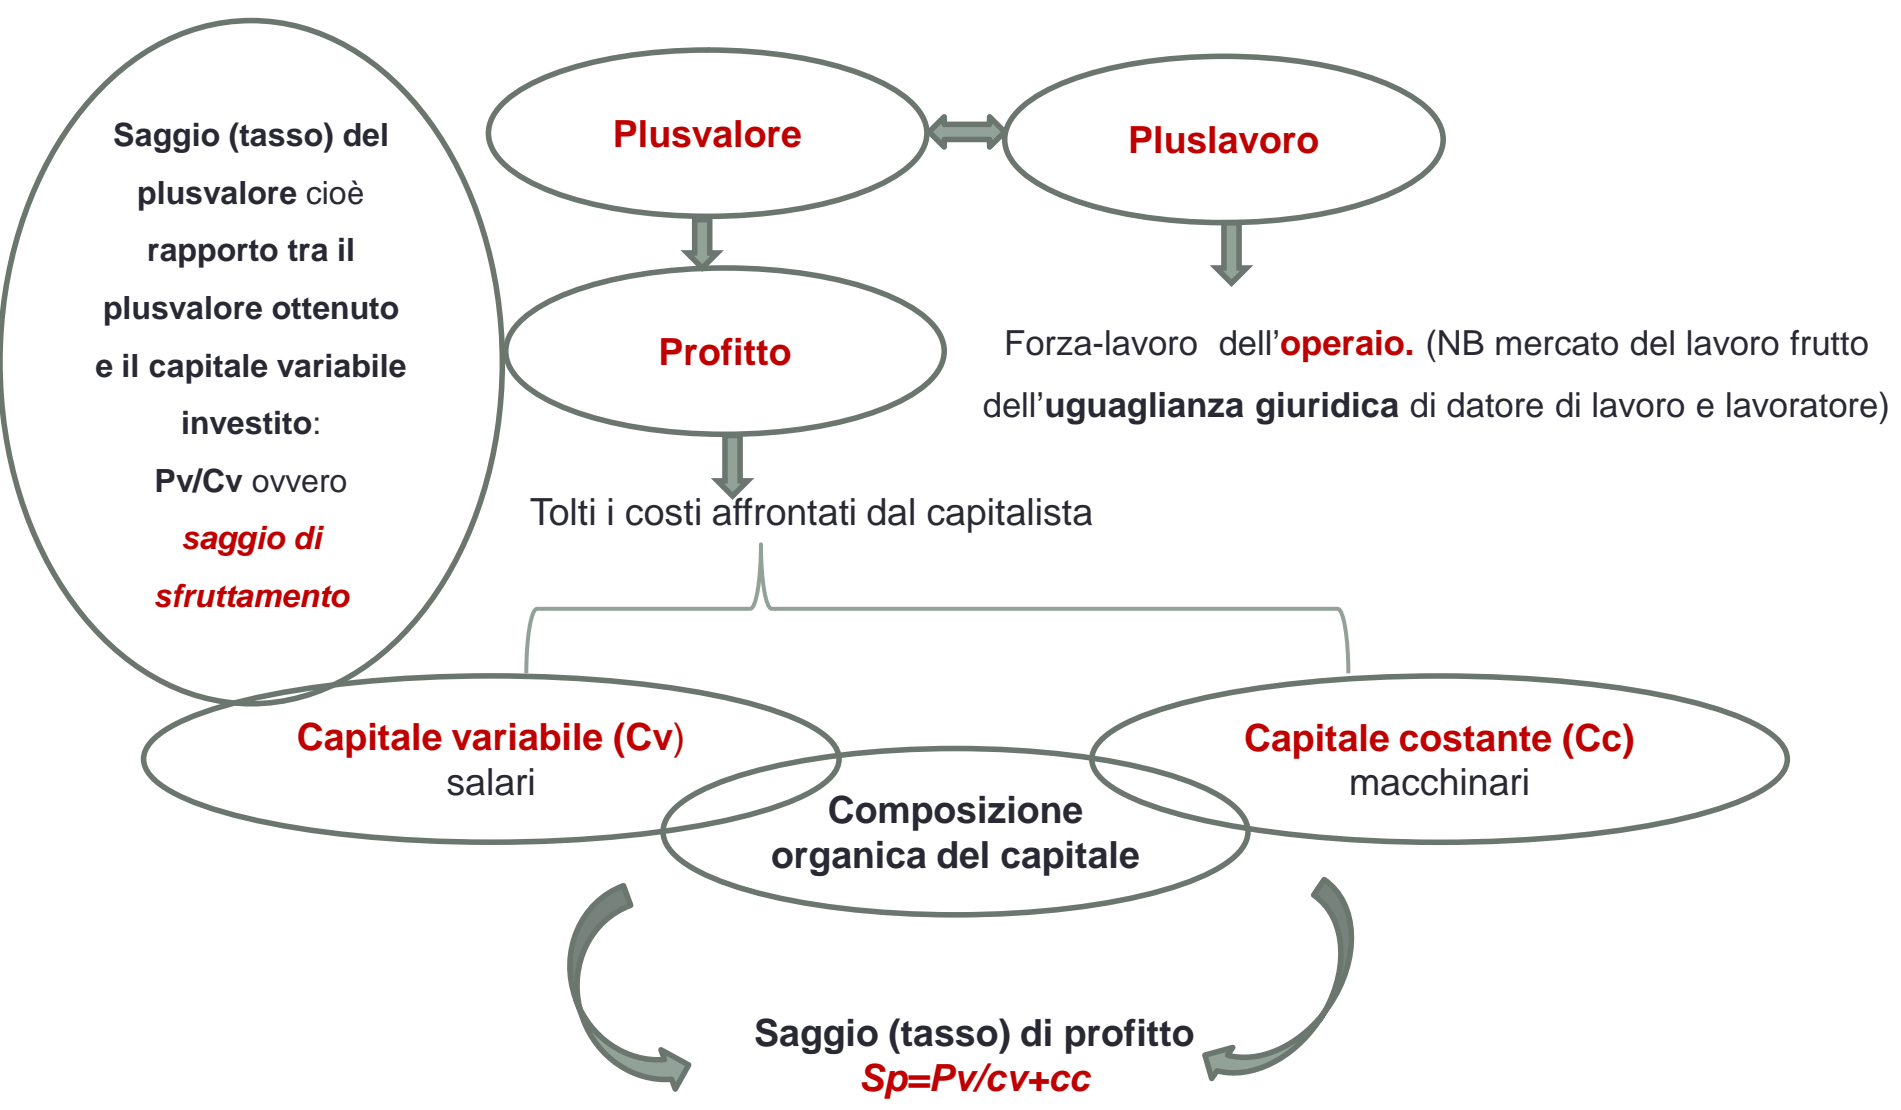 Saggio (tasso) del
plusvalore cioè
rapporto tra il
plusvalore ottenuto
e il capitale variabile
investito:
Pv/Cv ovvero
saggio di
sfruttamento
Plusvalore
Pluslavoro
Profitto
Forza-lavoro dell’operaio. (NB mercato del lavoro frutto
dell’uguaglianza giuridica di datore di lavoro e lavoratore)
Tolti i costi affrontati dal capitalista
Capitale variabile (Cv)
salari
Capitale costante (Cc)
macchinari
Composizione
organica del capitale
Saggio (tasso) di profitto
Sp=Pv/cv+cc